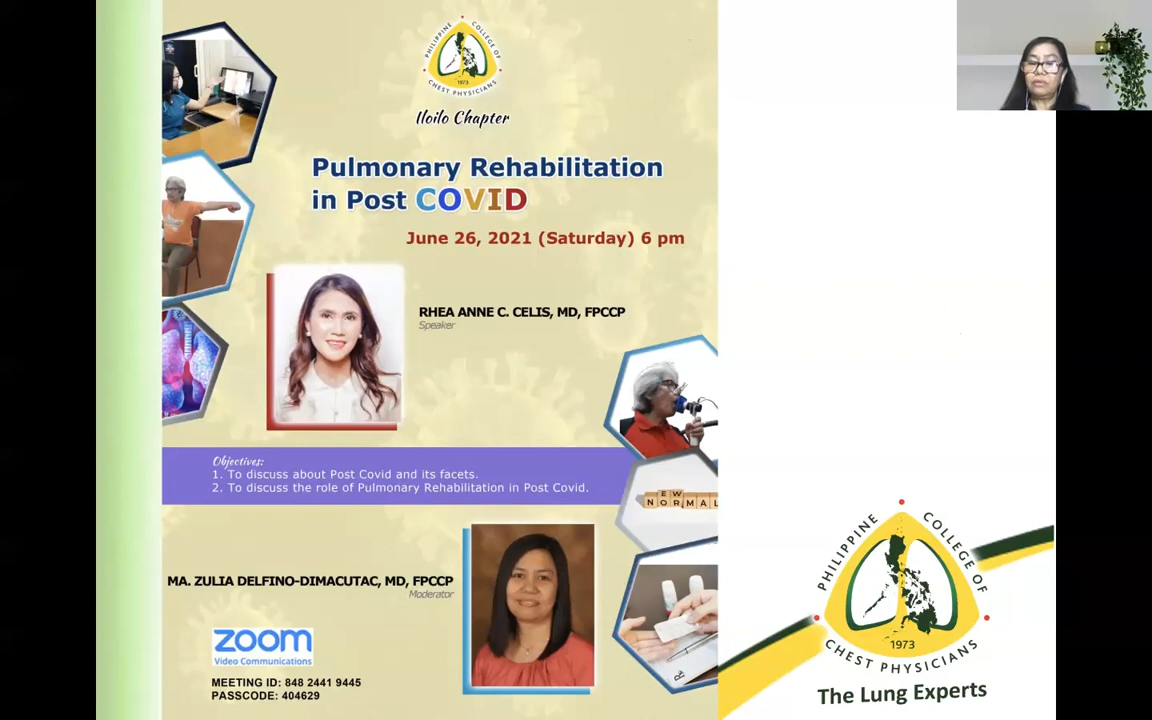 PHILIPPINE COLLEGE OF
CHEST PHYSICIANS
1973
Iloilo Chapter
Pulmonary Rehabilitation
in Post COVID
June 26, 2021 (Saturday) 6 pm
RHEA ANNE C. CELIS, MD, FPCCP
Speaker
Objectives:
1. To discuss about Post Covid and its facets.
2. To discuss the role of Pulmonary Rehabilitation in Post Covid.
EW
NORMAL
MA. ZULIA DELFINO-DIMACUTAC, MD, FPCCP
Moderator
zoom
Video Communications
MEETING ID: 848 2441 9445
PASSCODE: 404629
Rx
PHILIPPINE COLLEGE OF
1973
CHEST PHYSICIANS
The Lung Experts